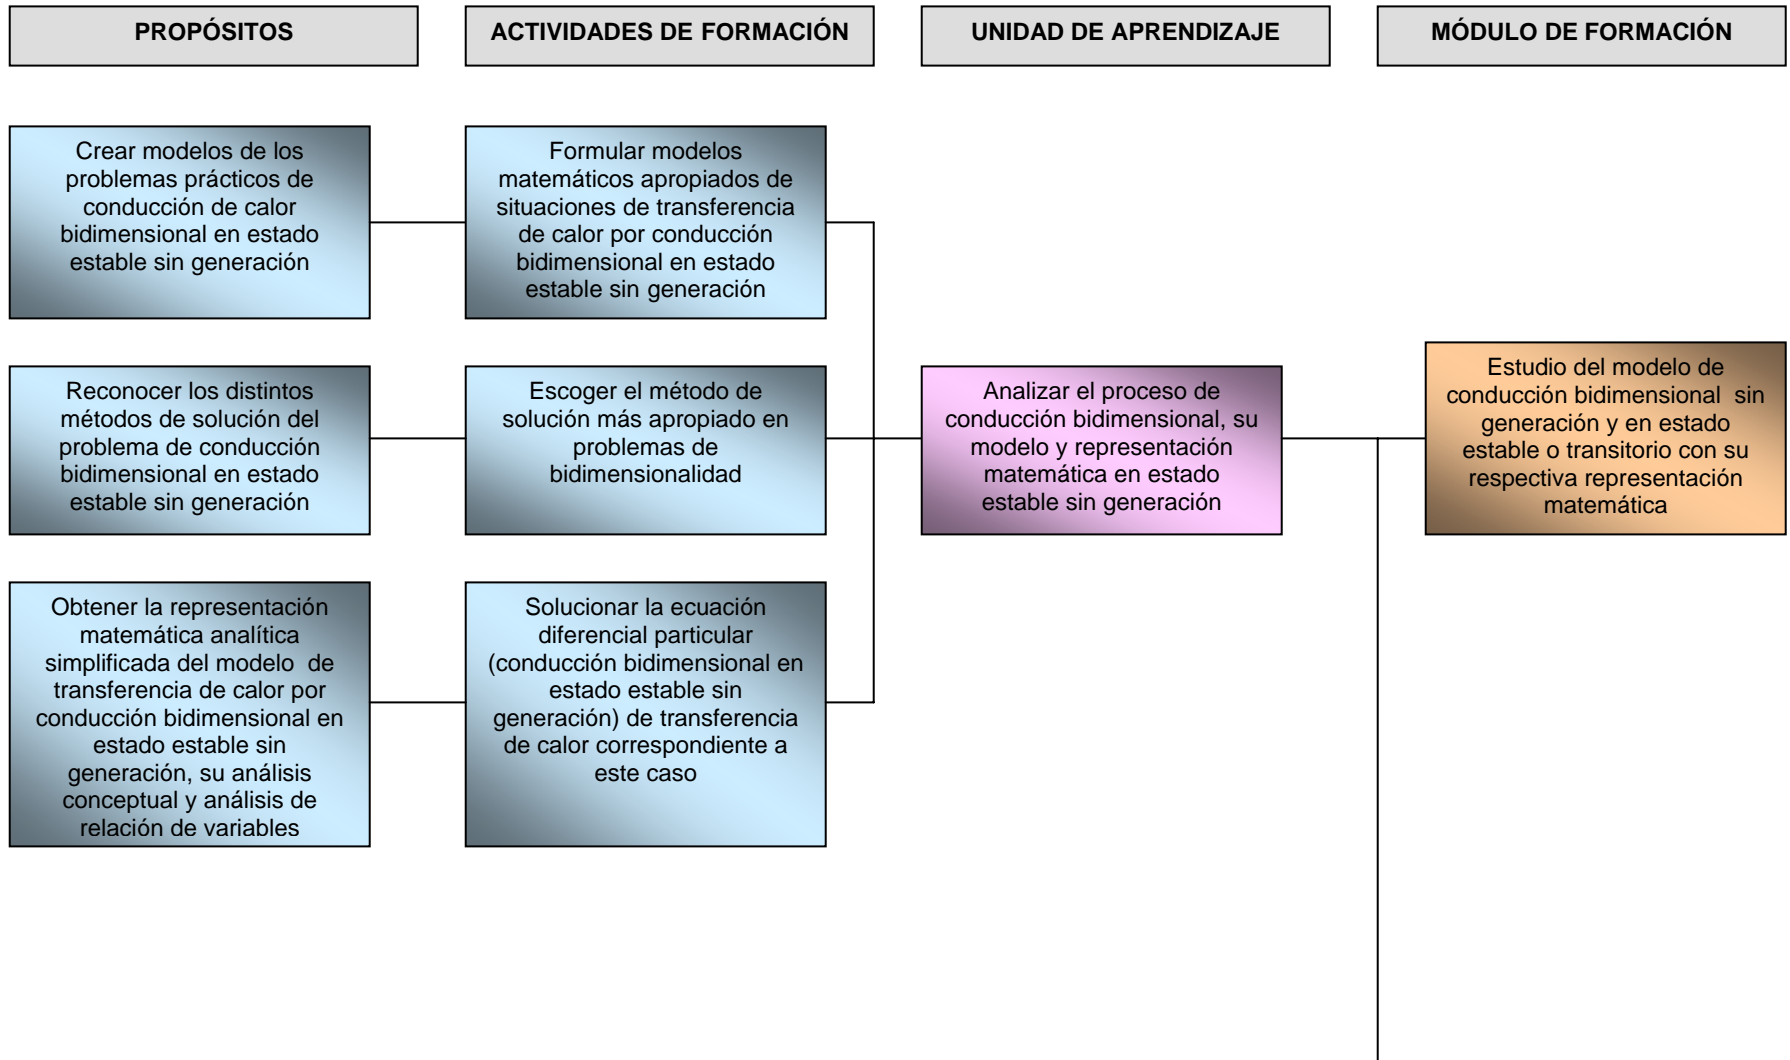 PROPÓSITOS
ACTIVIDADES DE FORMACIÓN
UNIDAD DE APRENDIZAJE
MÓDULO DE FORMACIÓN
Crear modelos de los
problemas prácticos de
conducción de calor
bidimensional en estado
estable sin generación
Formular modelos
matemáticos apropiados de
situaciones de transferencia
de calor por conducción
bidimensional en estado
estable sin generación
Reconocer los distintos
métodos de solución del
problema de conducción
bidimensional en estado
estable sin generación
Escoger el método de
solución más apropiado en
problemas de
bidimensionalidad
Analizar el proceso de
conducción bidimensional, su
modelo y representación
matemática en estado
estable sin generación
Estudio del modelo de
conducción bidimensional sin
generación y en estado
estable o transitorio con su
respectiva representación
matemática
Obtener la representación
matemática analítica
simplificada del modelo de
transferencia de calor por
conducción bidimensional en
estado estable sin
generación, su análisis
conceptual y análisis de
relación de variables
Solucionar la ecuación
diferencial particular
(conducción bidimensional en
estado estable sin
generación) de transferencia
de calor correspondiente a
este caso